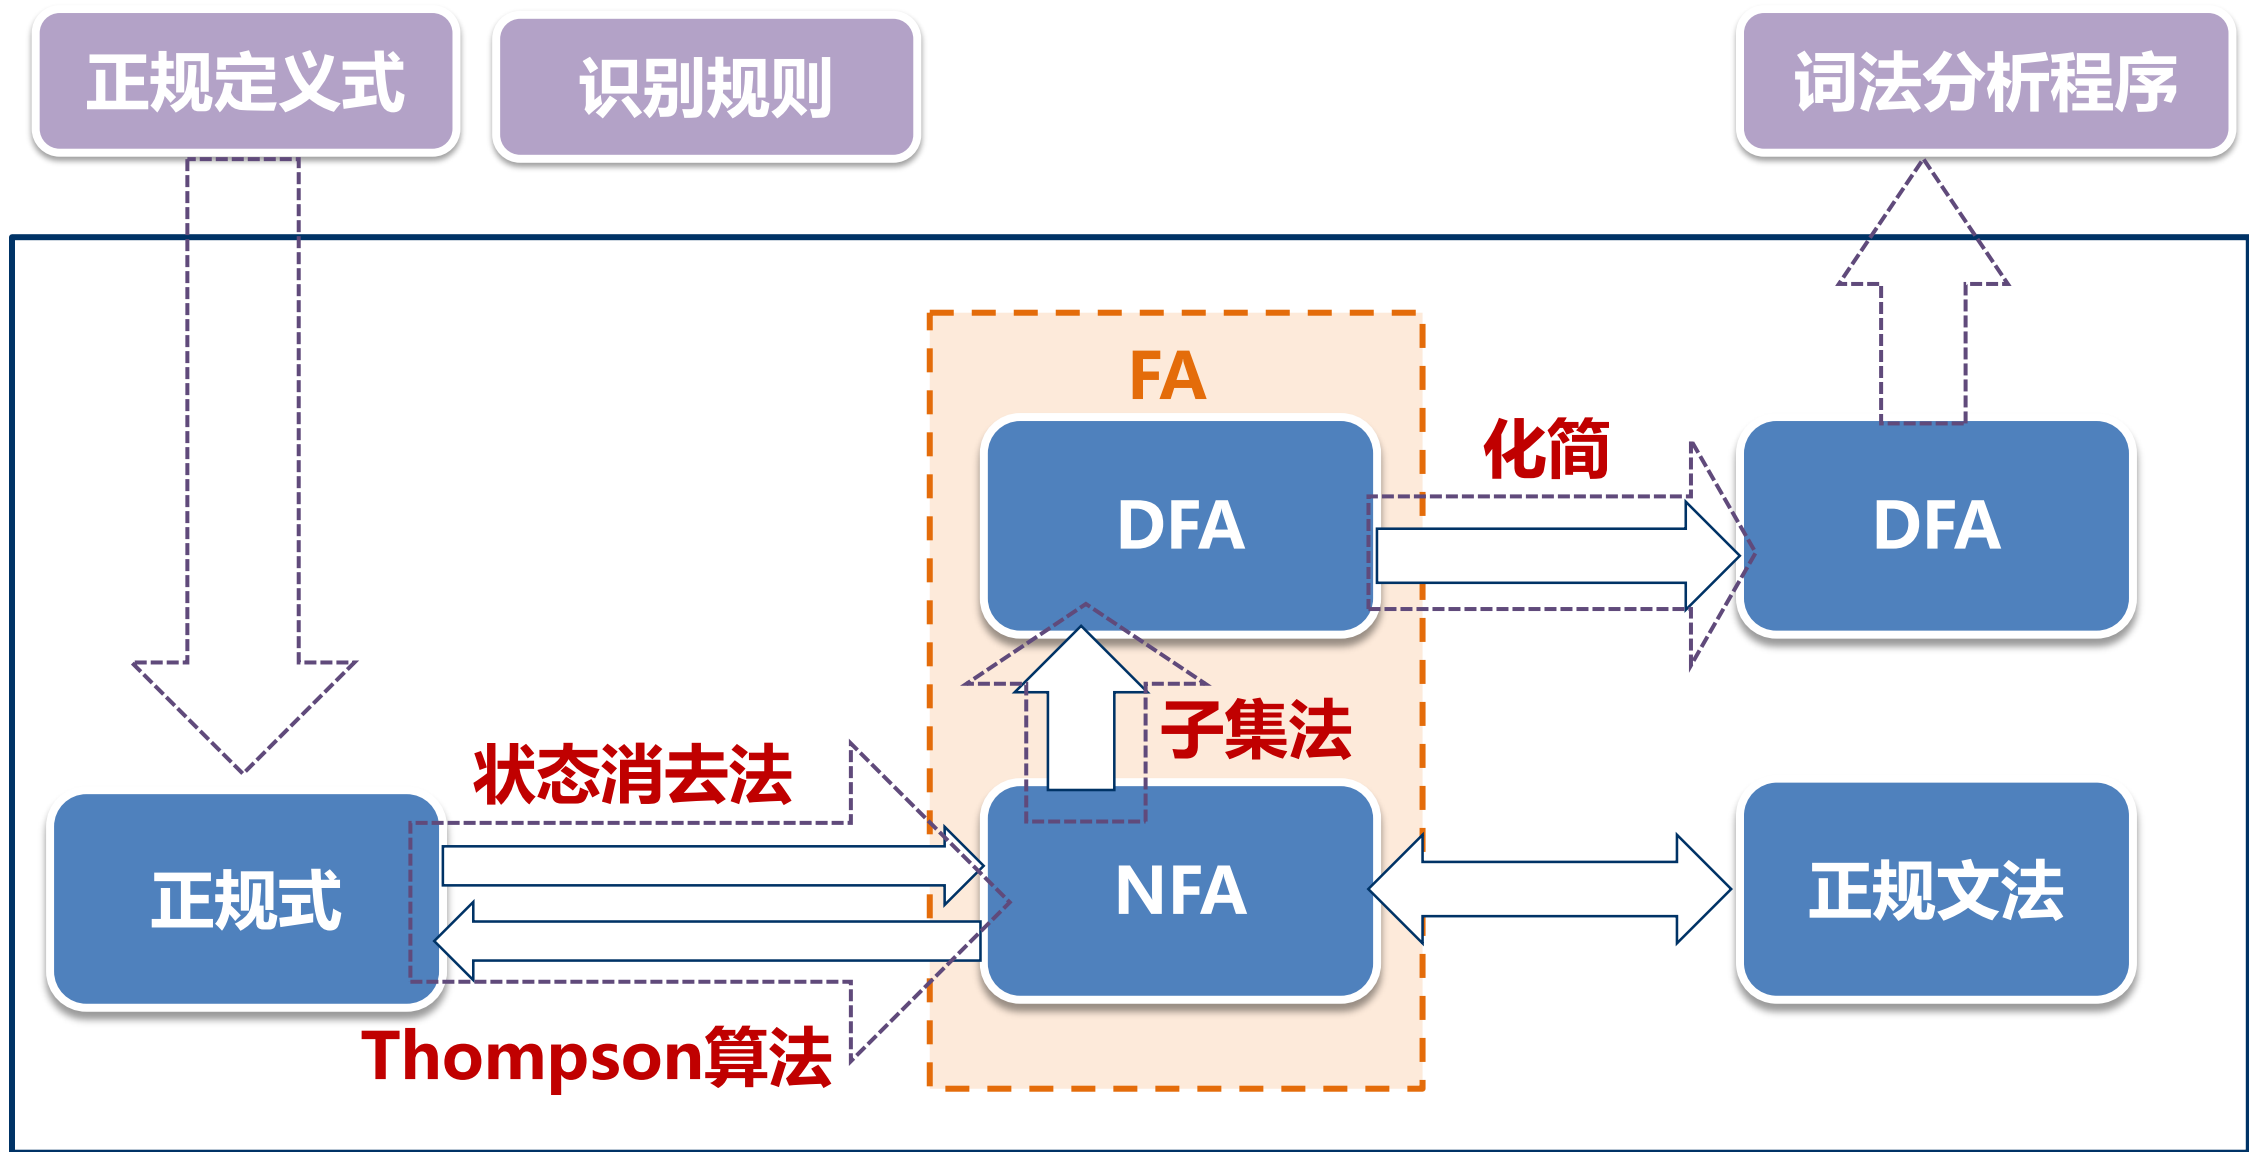 正规定义式
识别规则
词法分析程序
FA
化简
DFA
DFA
子集法
状态消去法
正规式
NFA
正规文法
Thompson算法